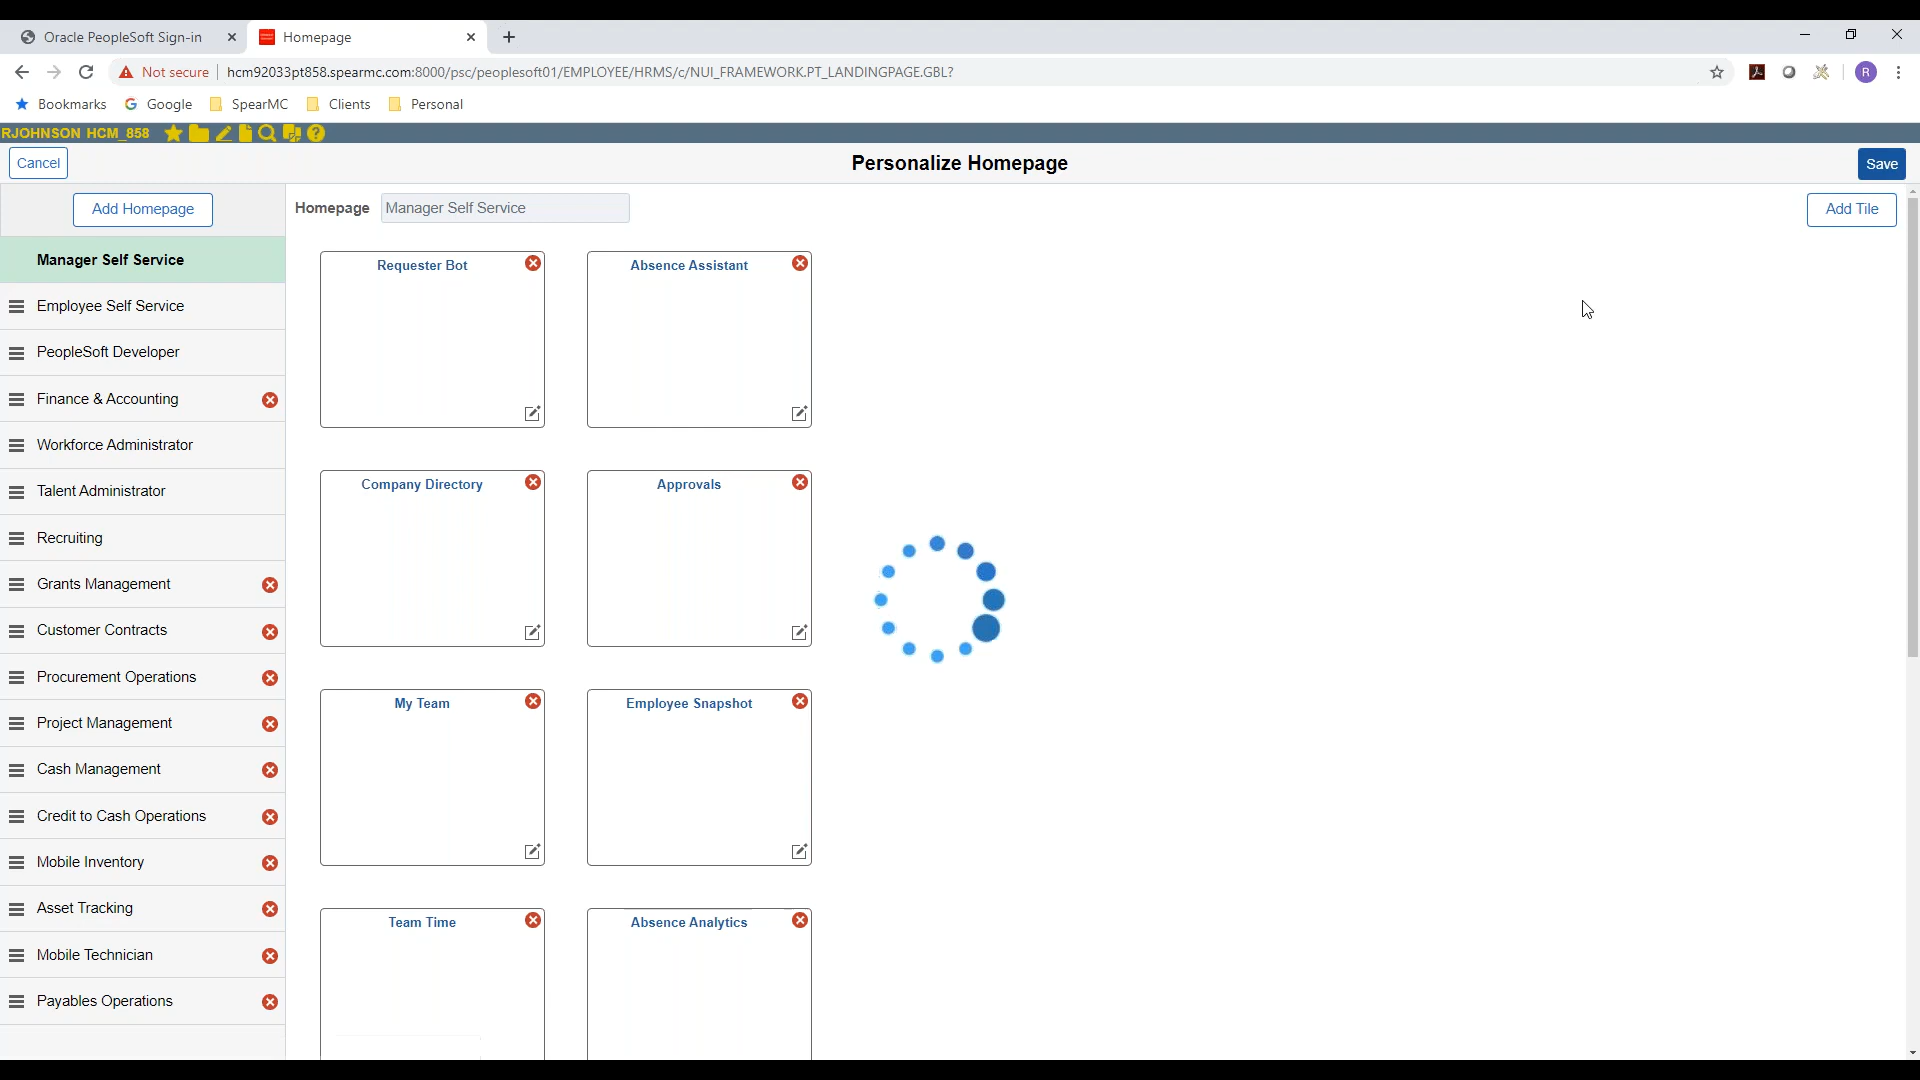 Oracle PeopleSoft Sign-in
Homepage
Not secure
hcm92033pt858.spearmc.com:8000/psc/peoplesoft01/EMPLOYEE/HRMS/c/NUI_FRAMEWORK.PT_LANDINGPAGE.GBL?
R
Bookmarks
Google
SpearMC
Clients
Personal
RJOHNSON HCM_858
Cancel
Personalize Homepage
Save
Add Homepage
Homepage
Manager Self Service
Add Tile
Manager Self Service
Employee Self Service
PeopleSoft Developer
Finance & Accounting
Workforce Administrator
Talent Administrator
Recruiting
Grants Management
Customer Contracts
Procurement Operations
Project Management
Cash Management
Credit to Cash Operations
Mobile Inventory
Asset Tracking
Mobile Technician
Payables Operations
Requester Bot
Absence Assistant
Company Directory
Approvals
My Team
Employee Snapshot
Team Time
Absence Analytics